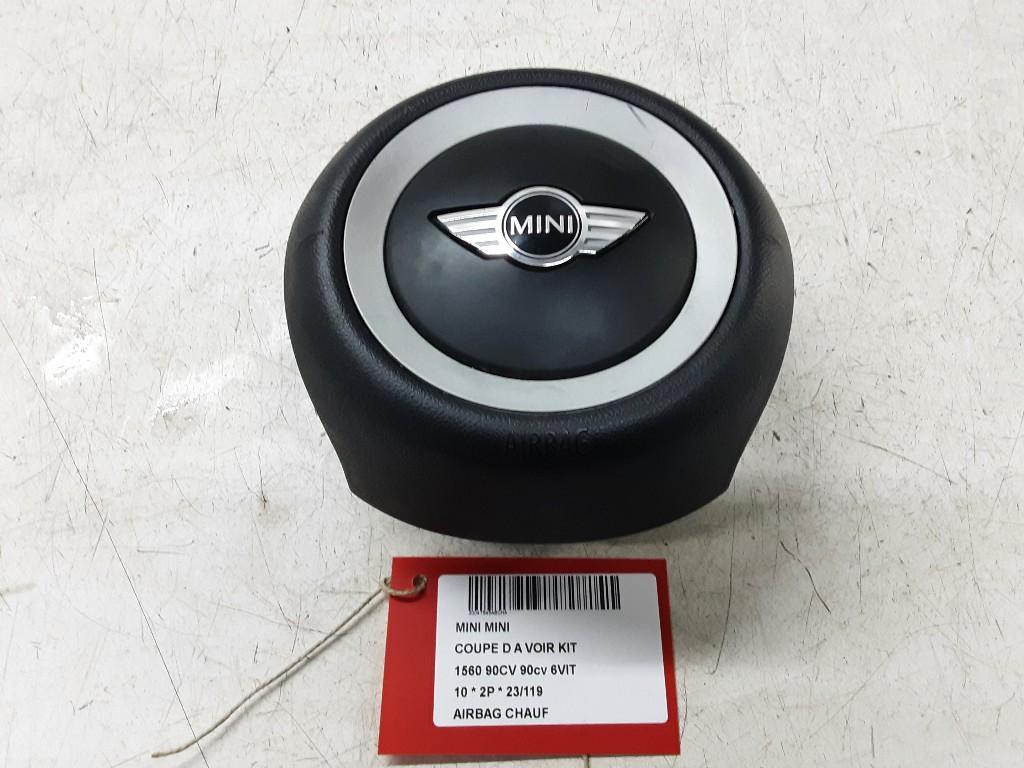 MINI
AIRBAG
MINI MINI
COUPE D A VOIR KIT
1560 90CV 90cv 6VIT
10 * 2P * 23/119
AIRBAG CHAUF